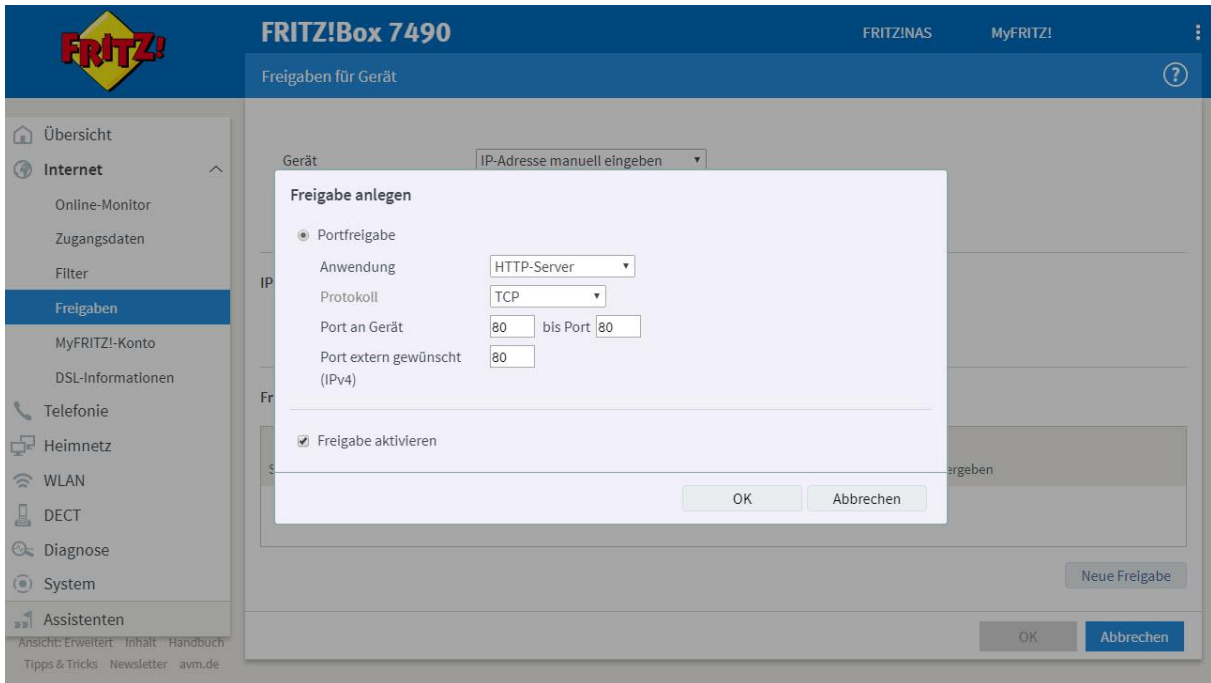 FRITZ!
FRITZ!Box 7490
FRITZ!NAS
MyFRITZ!
Freigaben für Gerät
?
Übersicht
Internet
Online-Monitor
Zugangsdaten
Filter
Freigaben
MyFRITZ!-Konto
DSL-Informationen
Telefonie
Heimnetz
WLAN
DECT
Diagnose
System
Assistenten
Ansicht: Erweitert Inhalt Handbuch
Tipps & Tricks Newsletter avm.de
Gerät IP-Adresse manuell eingeben
IP
Fr
S
ergeben
Freigabe anlegen
Portfreigabe
Anwendung HTTP-Server
Protokoll TCP
Port an Gerät 80 bis Port 80
Port extern gewünscht 80
(IPv4)
Freigabe aktivieren
OK Abbrechen
Neue Freigabe
OK Abbrechen